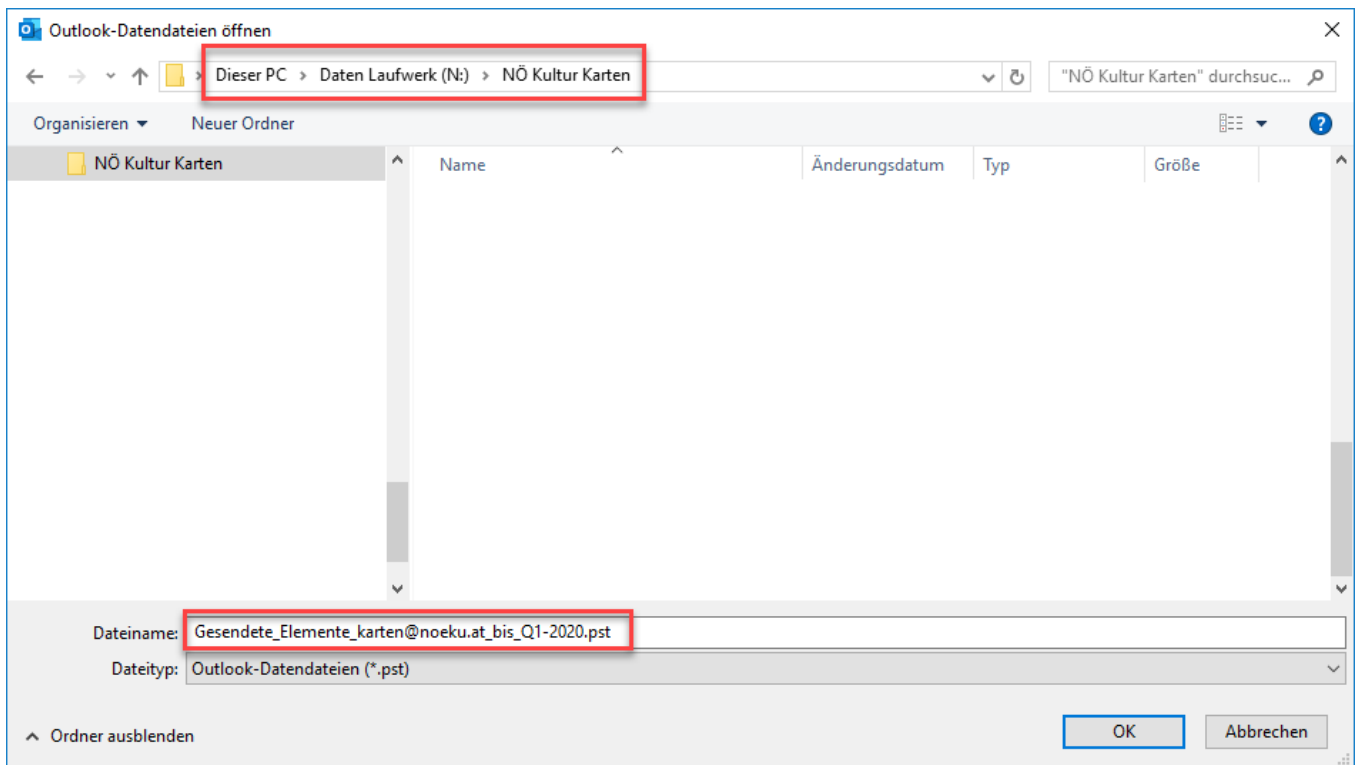 Outlook-Datendateien öffnen
Dieser PC > Daten Laufwerk (N:) > NÖ Kultur Karten
"NÖ Kultur Karten" durchsuc...
Organisieren Neuer Ordner
NÖ Kultur Karten
Name Änderungsdatum Typ Größe
Dateiname: Gesendete_Elemente_karten@noeku.at_bis_Q1-2020.pst
Dateityp: Outlook-Datendateien (*.pst)
Ordner ausblenden
OK Abbrechen